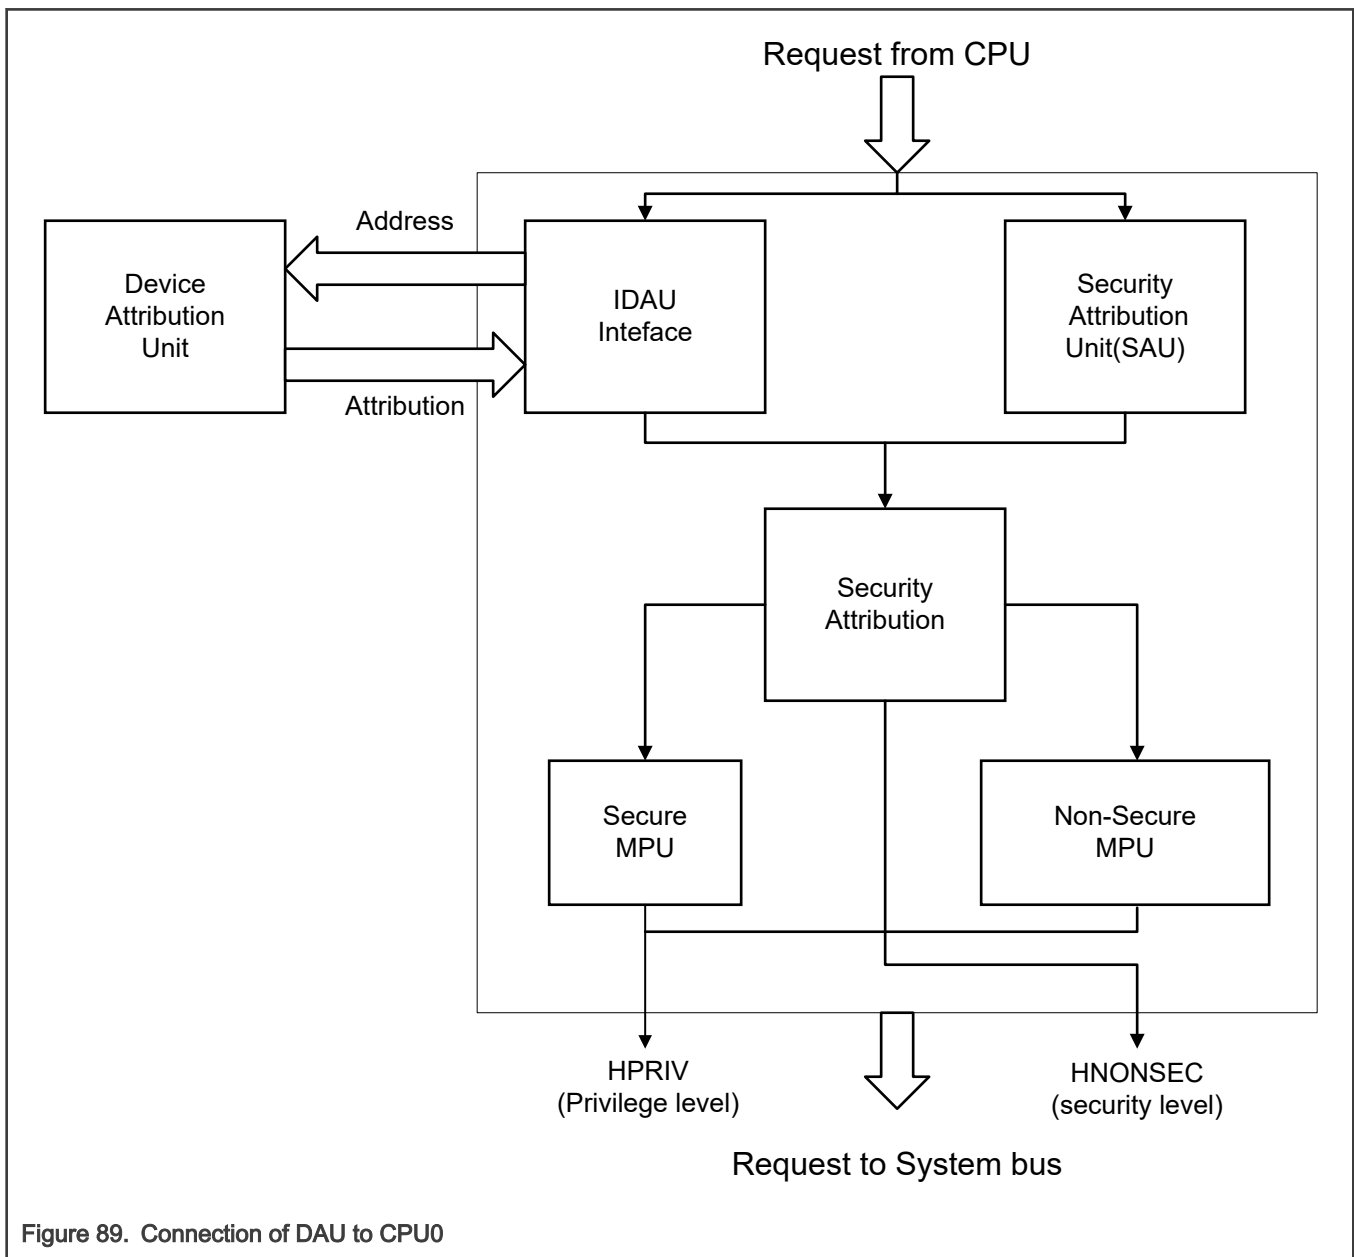 Request from CPU
Address
Device
Attribution
Unit
IDAU
Inteface
Security
Attribution
Unit(SAU)
Attribution
Security
Attribution
Secure
MPU
Non-Secure
MPU
HPRIV
(Privilege level)
HNONSEC
(security level)
Request to System bus
Figure 89. Connection of DAU to CPU0